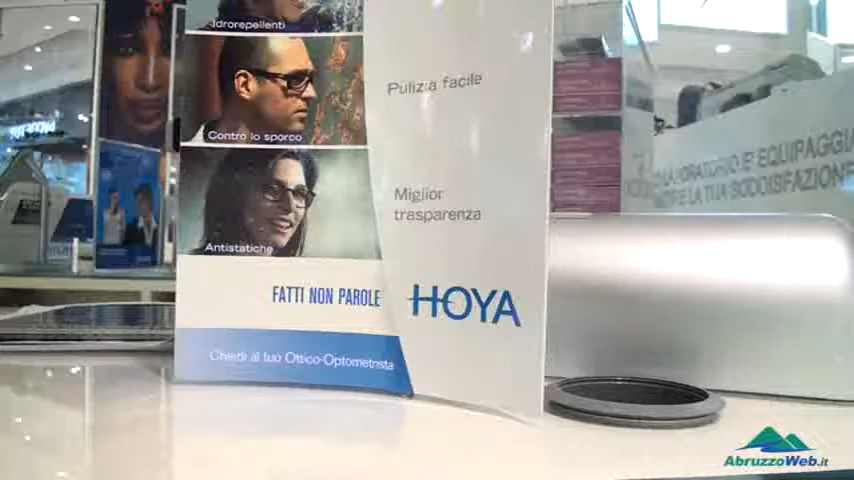 Idrorepellenti
Contro lo sporco
Pulizia facile
Antistatiche
Miglior
trasparenza
FATTI NON PAROLE
HOYA
Chiedi al tuo Ottico-Optometrista
LABORATORIO E' EQUIPAGGIA
LA TUA SODDISFAZIONE
AbruzzoWeb.it